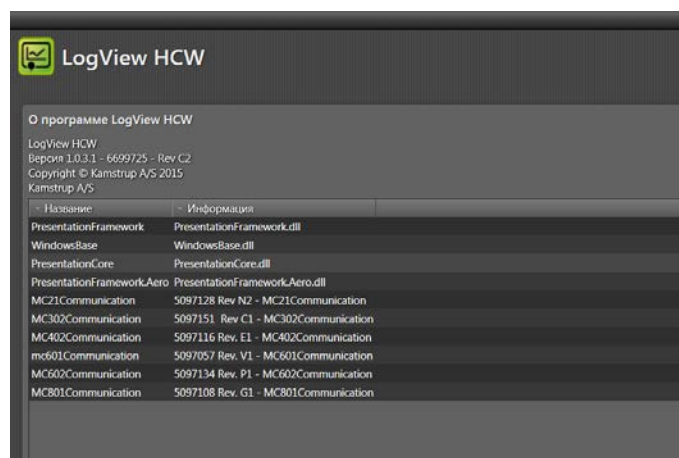 LogView HCW
О программе LogView HCW
LogView HCW
Версия 1.0.3.1 - 6699725 - Rev C2
Copyright © Kamstrup A/S 2015
Kamstrup A/S
Название Информация
PresentationFramework PresentationFramework.dll
WindowsBase WindowsBase.dll
PresentationCore PresentationCore.dll
PresentationFramework.Aero PresentationFramework.Aero.dll
MC21Communication 5097128 Rev N2 - MC21Communication
MC302Communication 5097151 Rev C1 - MC302Communication
MC402Communication 5097116 Rev. E1 - MC402Communication
mc601Communication 5097057 Rev. V1 - MC601Communication
MC602Communication 5097134 Rev. P1 - MC602Communication
MC801Communication 5097108 Rev. G1 - MC801Communication